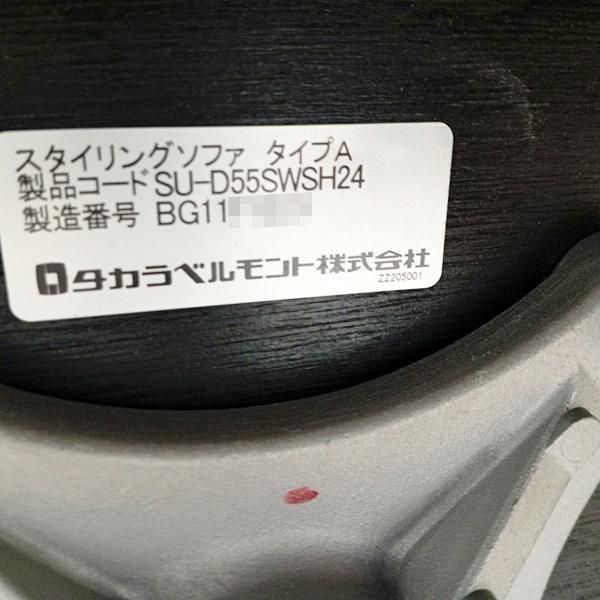 スタイリングソファ タイプA
製品コード SU-D55SWSH24
製造番号 BG11
タカラベルモント株式会社
ZZ205001